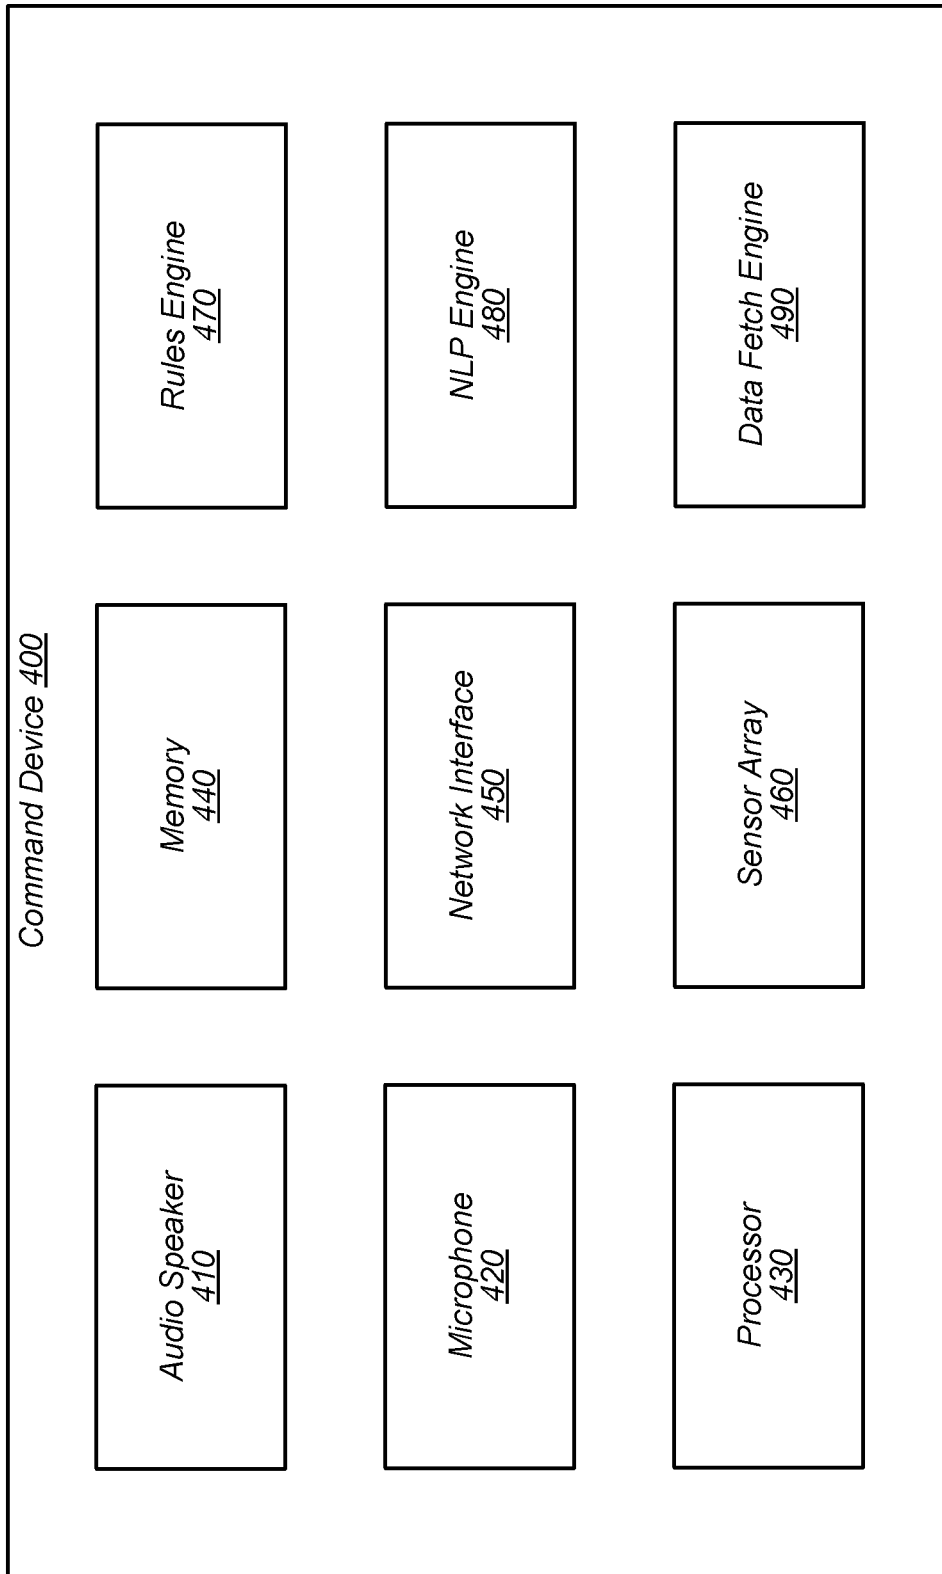 Command Device 400
Audio Speaker
410
Memory
440
Rules Engine
470
Microphone
420
Network Interface
450
NLP Engine
480
Processor
430
Sensor Array
460
Data Fetch Engine
490